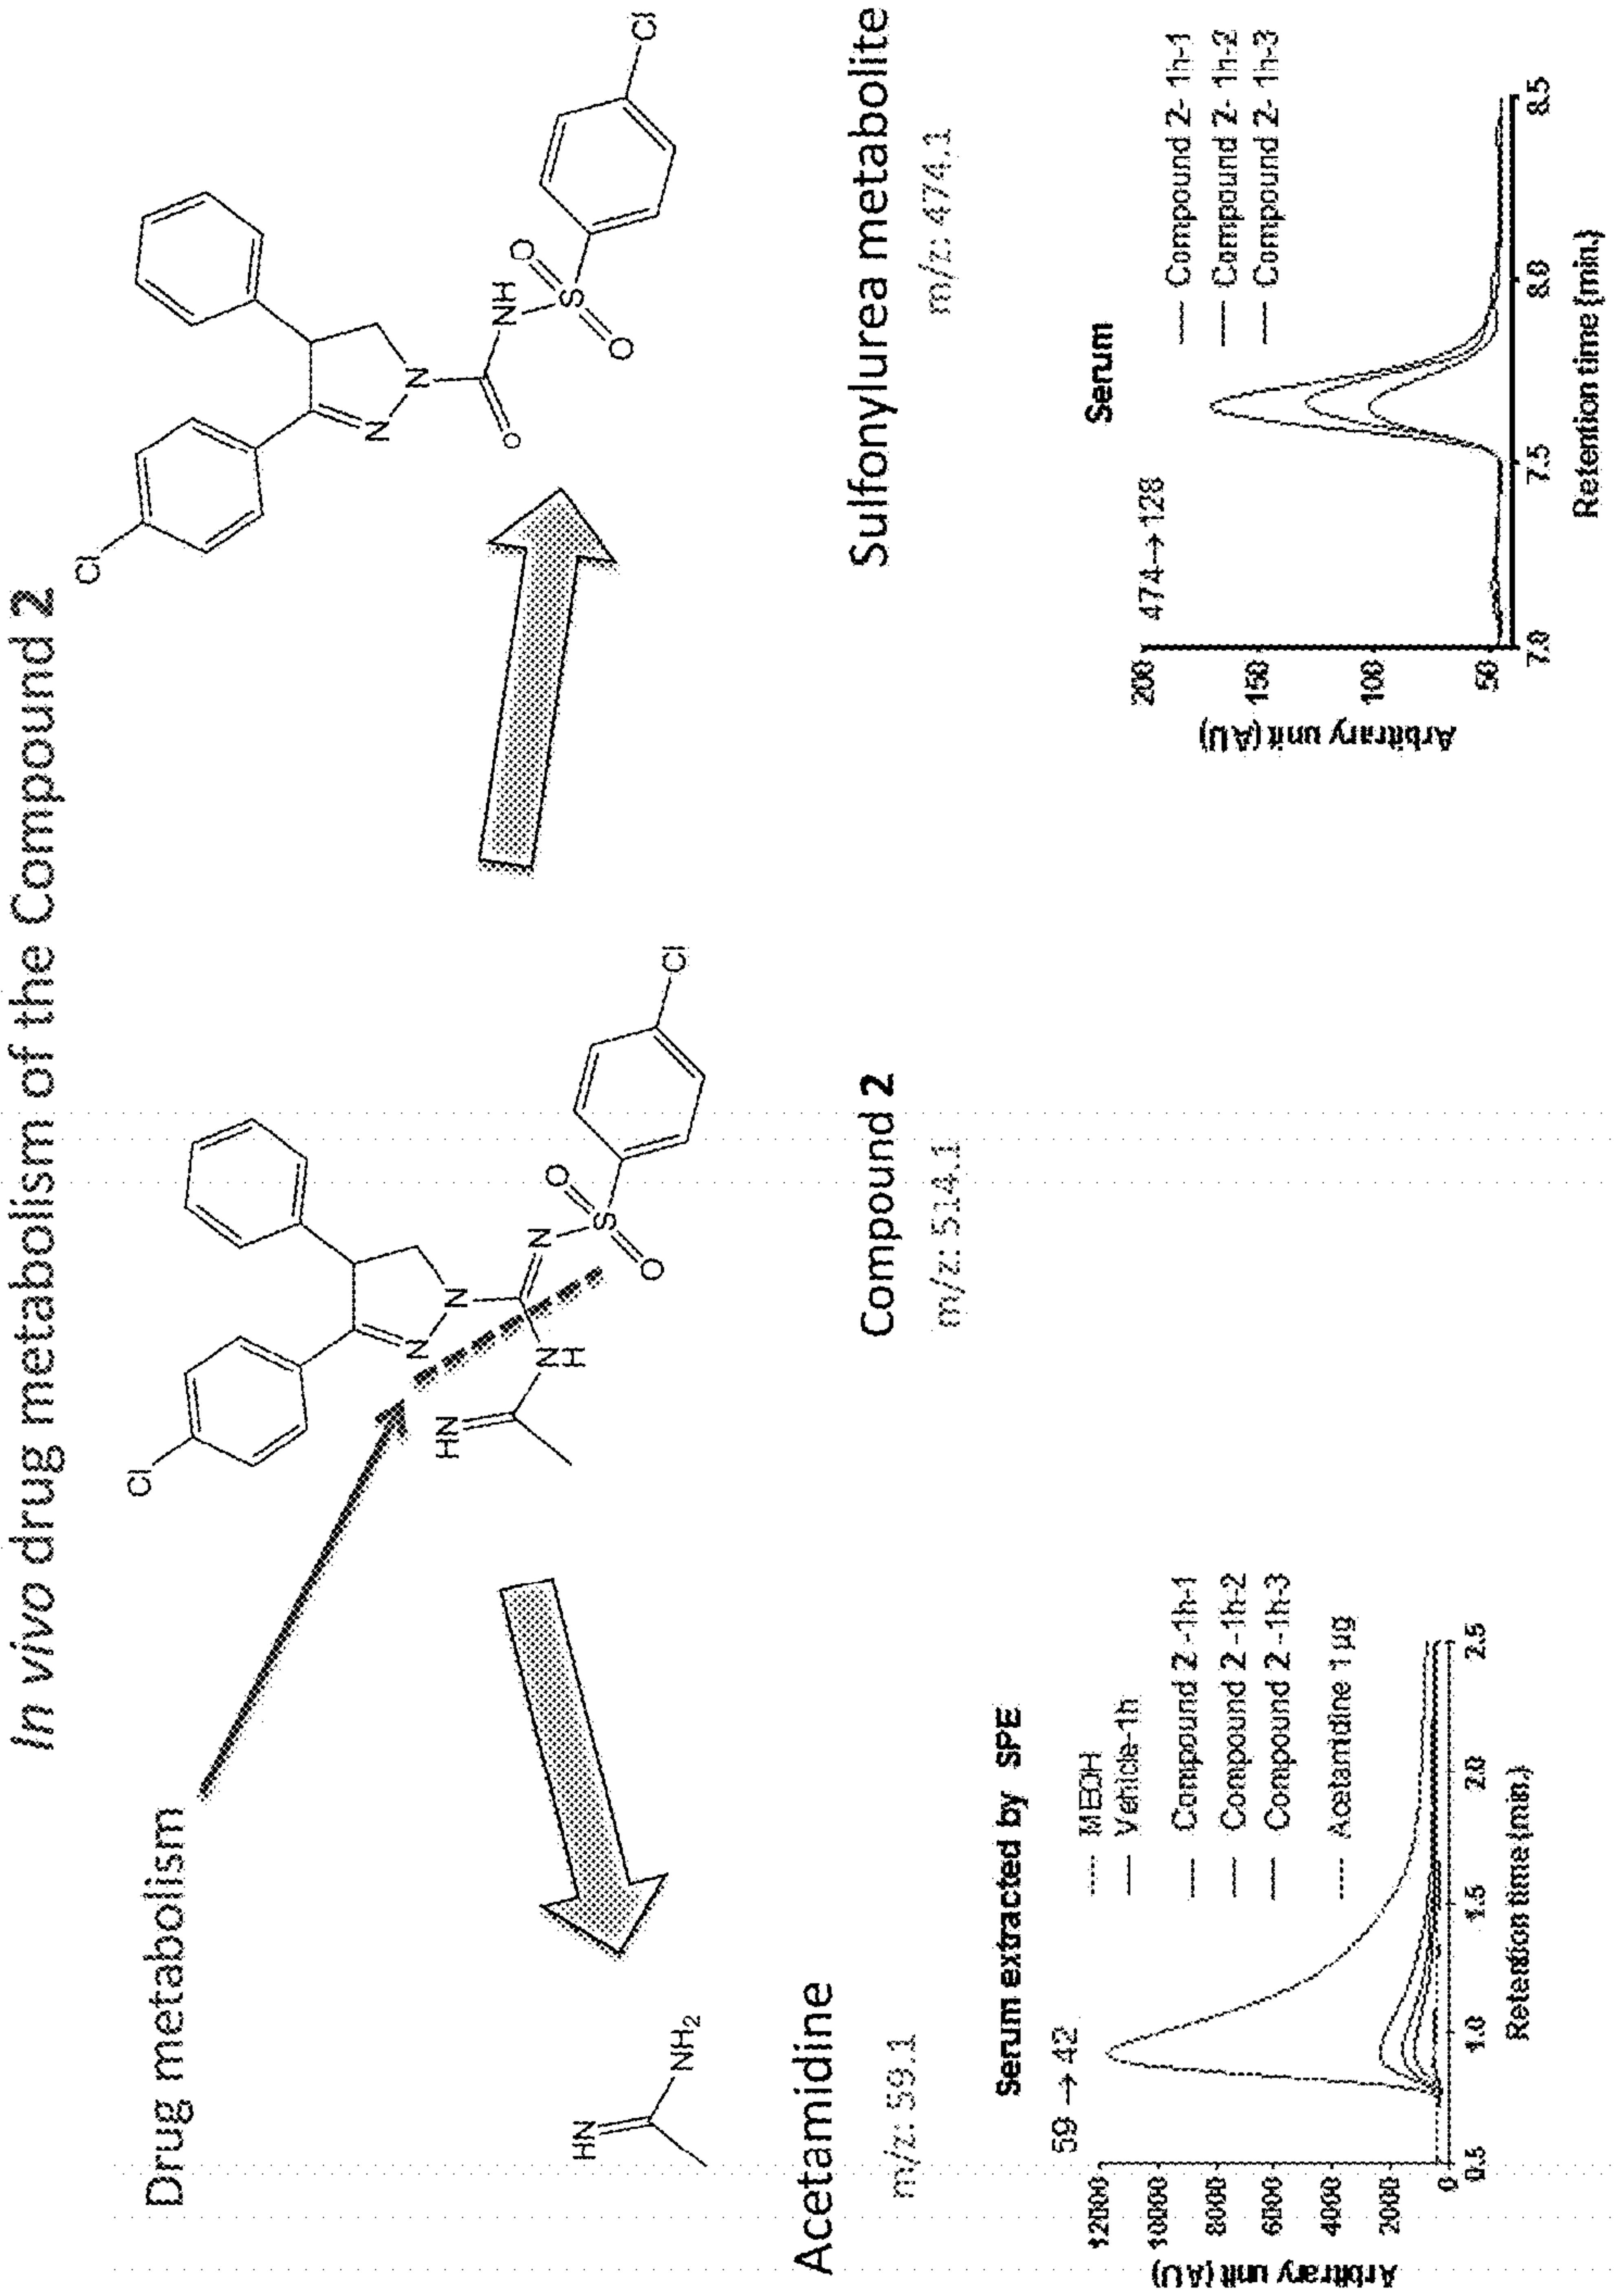 In vivo drug metabolism of the Compound 2
Drug metabolism
HN
NH2
Acetamidine
m/z: 59.1
Cl
N
N
HN
N
H
N
S
O
O
Cl
Compound 2
m/z: 514.1
Cl
N
N
O
NH
S
O
O
Cl
Sulfonylurea metabolite
m/z: 474.1
Serum extracted by SPE
59 → 42
MEOH
Vehicle-1h
Compound 2 -1h-1
Compound 2 -1h-2
Compound 2 -1h-3
Acetamidine 1 µg
Arbitrary unit (AU)
12000
10000
8000
6000
4000
2000
0
0.5
1.0
1.5
2.0
2.5
Retention time (min.)
Serum
474→ 128
Compound 2- 1h-1
Compound 2- 1h-2
Compound 2- 1h-3
Arbitrary unit (AU)
200
150
100
50
7.0
7.5
8.0
8.5
Retention time (min.)